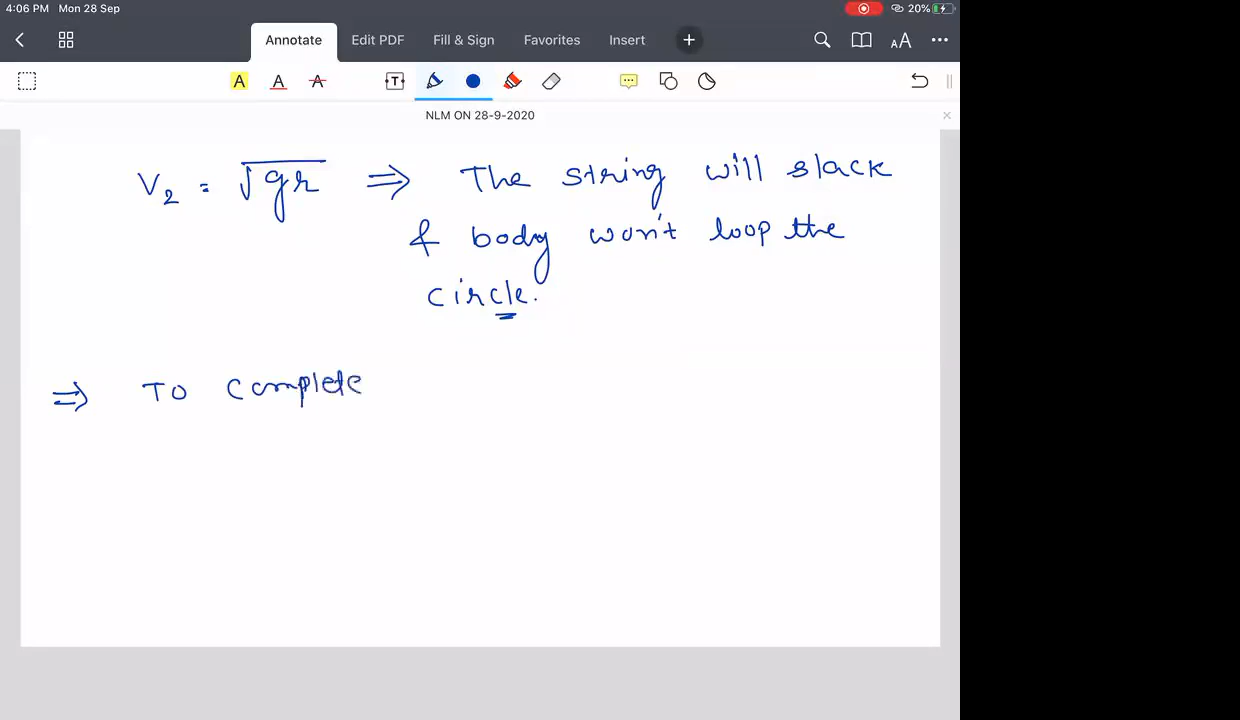 4:06 PM Mon 28 Sep 20%
Annotate Edit PDF Fill & Sign Favorites Insert
NLM ON 28-9-2020
V₂ = √gr ⇒ The string will slack
& body won't loop the
circle.
⇒ To complete